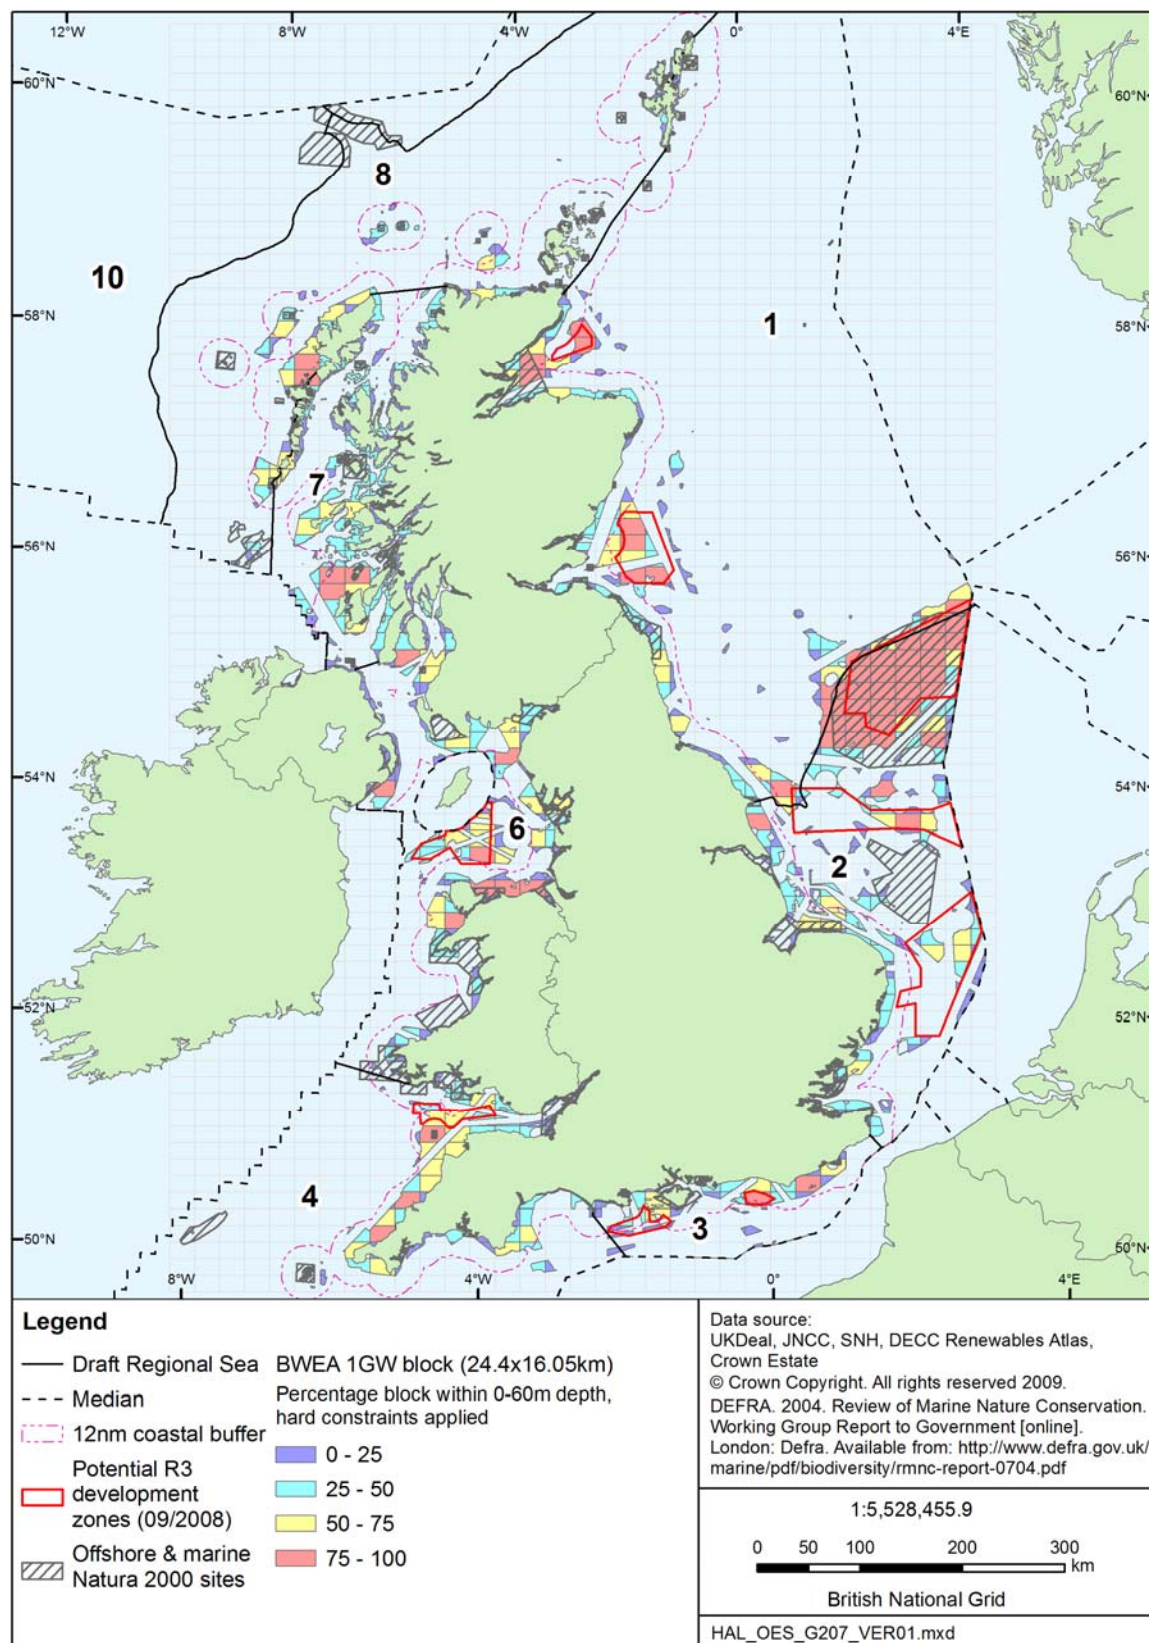 12°W 8°W 4°W 0° 4°E
60°N 60°N
8
10
58°N 1 58°N
7
56°N 56°N
54°N 54°N
6
2
52°N 52°N
4
3
50°N 50°N
8°W 4°W 0° 4°E
Legend
Draft Regional Sea
Median
12nm coastal buffer
Potential R3
development
zones (09/2008)
Offshore & marine
Natura 2000 sites
BWEA 1GW block (24.4x16.05km)
Percentage block within 0-60m depth,
hard constraints applied
0 - 25
25 - 50
50 - 75
75 - 100
Data source:
UKDeal, JNCC, SNH, DECC Renewables Atlas,
Crown Estate
© Crown Copyright. All rights reserved 2009.
DEFRA. 2004. Review of Marine Nature Conservation.
Working Group Report to Government [online].
London: Defra. Available from: http://www.defra.gov.uk/
marine/pdf/biodiversity/rmnc-report-0704.pdf
1:5,528,455.9
0 50 100 200 300
km
British National Grid
HAL_OES_G207_VER01.mxd